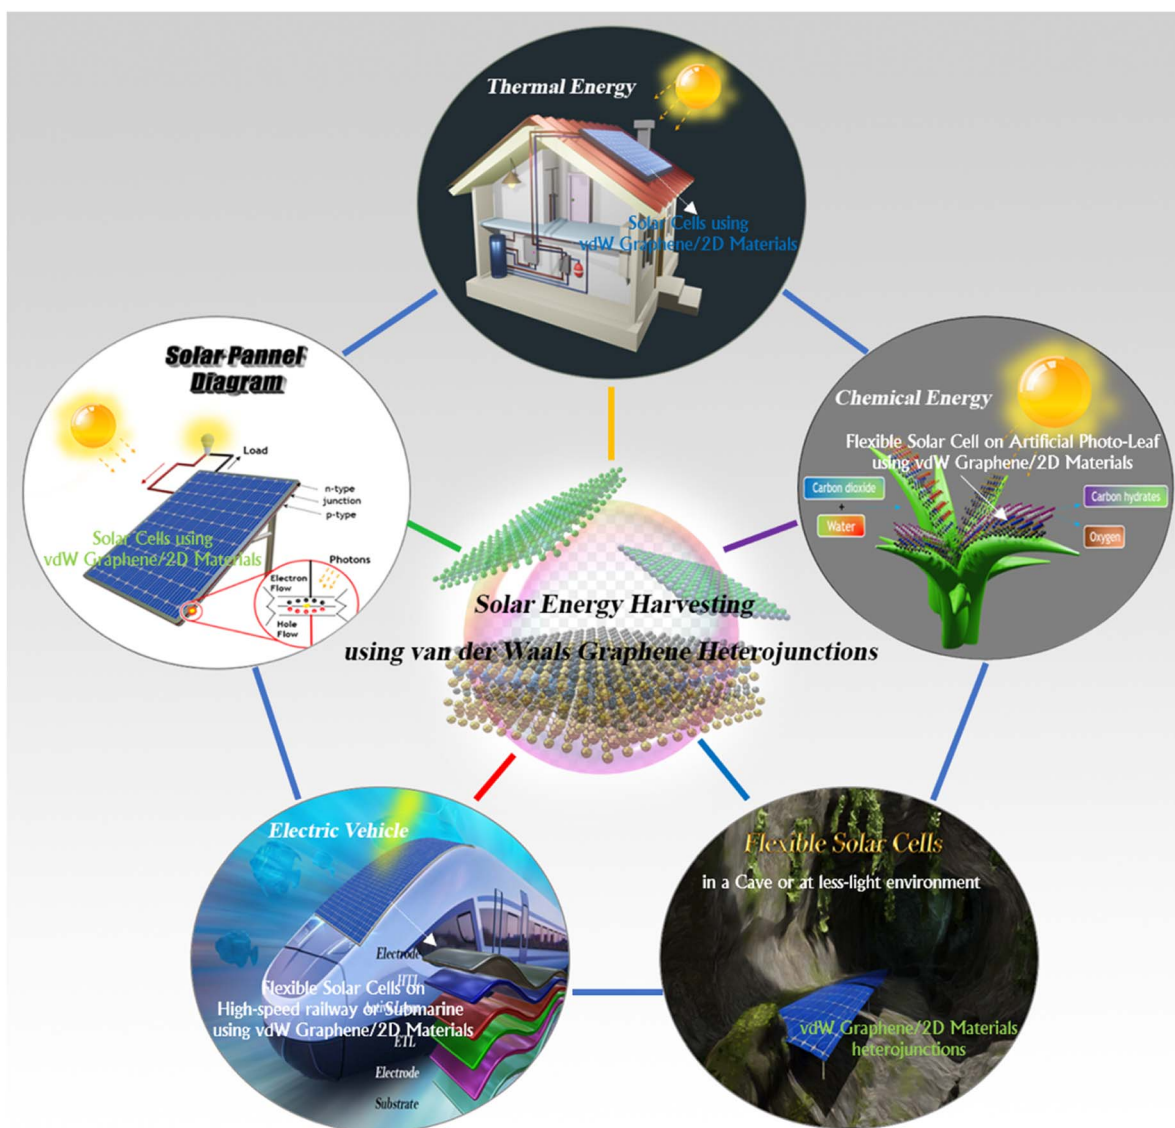 Thermal Energy
Solar Cells using
vdW Graphene/2D Materials
Solar Pannel
Diagram
Load
n-type
junction
p-type
Solar Cells using
vdW Graphene/2D Materials
Photons
Electron
Flow
Hole
Flow
Chemical Energy
Flexible Solar Cell on Artificial Photo-Leaf
using vdW Graphene/2D Materials
Carbon dioxide
+
Water
Carbon hydrates
Oxygen
Solar Energy Harvesting
using van der Waals Graphene Heterojunctions
Electric Vehicle
Electrode
HTL
Flexible Solar Cells on
High-speed railway or Submarine
using vdW Graphene/2D Materials
ETL
Electrode
Substrate
Flexible Solar Cells
in a Cave or at less-light environment
vdW Graphene/2D Materials
heterojunctions